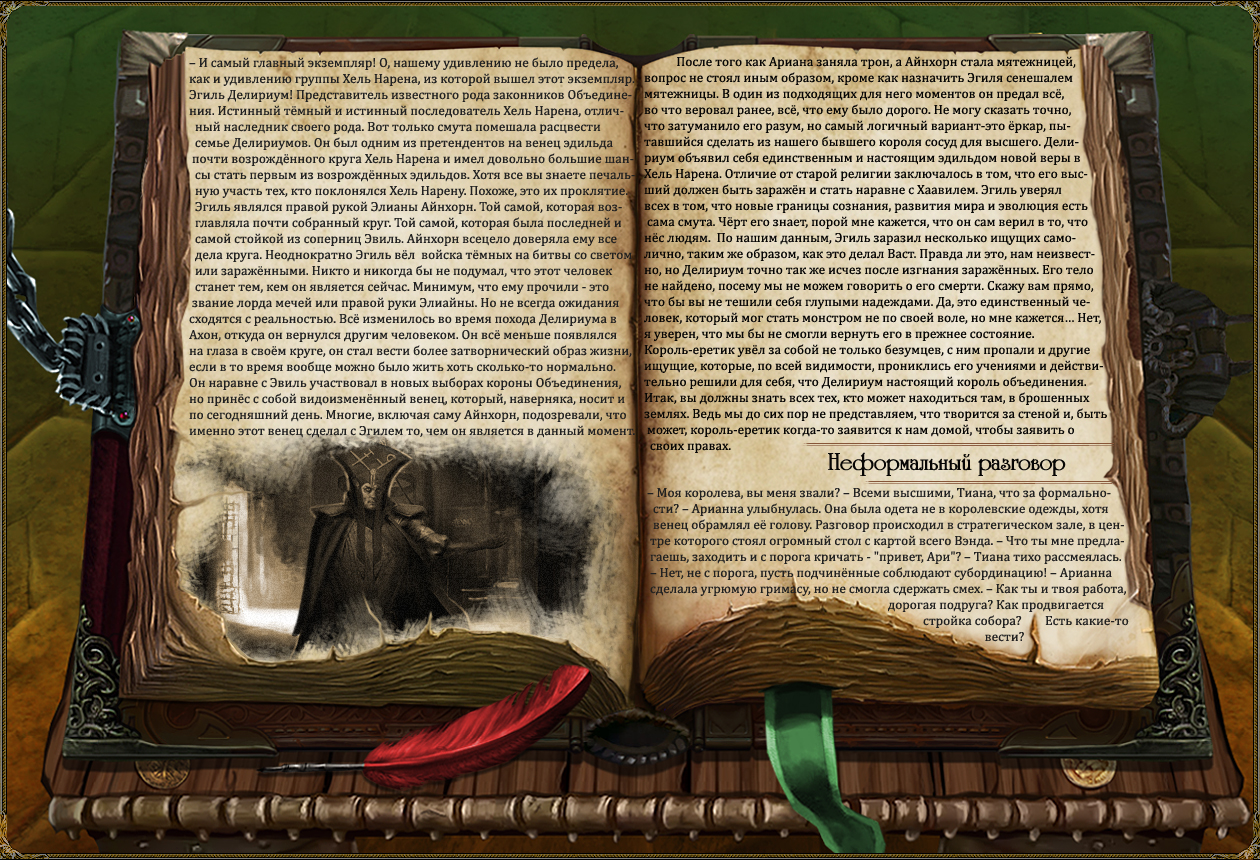 – И самый главный экземпляр! О, нашему удивлению не было предела,
как и удивлению группы Хель Нарена, из которой вышел этот экземпляр.
Эгиль Делириум! Представитель известного рода законников Объедине-
ния. Истинный тёмный и истинный последователь Хель Нарена, отлич-
ный наследник своего рода. Вот только смута помешала расцвести
семье Делириумов. Он был одним из претендентов на венец эдильда
почти возрождённого круга Хель Нарена и имел довольно большие шан-
сы стать первым из возрождённых эдильдов. Хотя все вы знаете печаль-
ную участь тех, кто поклонялся Хель Нарену. Похоже, это их проклятие.
Эгиль являлся правой рукой Элианы Айнхорн. Той самой, которая воз-
главляла почти собранный круг. Той самой, которая была последней и
самой стойкой из соперниц Эвиль. Айнхорн всецело доверяла ему все
дела круга. Неоднократно Эгиль вёл войска тёмных на битвы со светом
или заражёнными. Никто и никогда бы не подумал, что этот человек
станет тем, кем он является сейчас. Минимум, что ему прочили - это
звание лорда мечей или правой руки Элиайны. Но не всегда ожидания
сходятся с реальностью. Всё изменилось во время похода Делириума в
Ахон, откуда он вернулся другим человеком. Он всё меньше появлялся
на глаза в своём круге, он стал вести более затворнический образ жизни,
если в то время вообще можно было жить хоть сколько-то нормально.
Он наравне с Эвиль участвовал в новых выборах короны Объединения,
но принёс с собой видоизменённый венец, который, наверняка, носит и
по сегодняшний день. Многие, включая саму Айнхорн, подозревали, что
именно этот венец сделал с Эгилем то, чем он является в данный момент.
После того как Ариана заняла трон, а Айнхорн стала мятежницей,
вопрос не стоял иным образом, кроме как назначить Эгиля сенешалем
мятежницы. В один из подходящих для него моментов он предал всё,
во что веровал ранее, всё, что ему было дорого. Не могу сказать точно,
что затуманило его разум, но самый логичный вариант-это ёркар, пы-
тавшийся сделать из нашего бывшего короля сосуд для высшего. Дели-
риум объявил себя единственным и настоящим эдильдом новой веры в
Хель Нарена. Отличие от старой религии заключалось в том, что его выс-
ший должен быть заражён и стать наравне с Хаавилем. Эгиль уверял
всех в том, что новые границы сознания, развития мира и эволюция есть
сама смута. Чёрт его знает, порой мне кажется, что он сам верил в то, что
нёс людям. По нашим данным, Эгиль заразил несколько ищущих само-
лично, таким же образом, как это делал Васт. Правда ли это, нам неизвест-
но, но Делириум точно так же исчез после изгнания заражённых. Его тело
не найдено, посему мы не можем говорить о его смерти. Скажу вам прямо,
что бы вы не тешили себя глупыми надеждами. Да, это единственный че-
ловек, который мог стать монстром не по своей воле, но мне кажется... Нет,
я уверен, что мы бы не смогли вернуть его в прежнее состояние.
Король-еретик увёл за собой не только безумцев, с ним пропали и другие
ищущие, которые, по всей видимости, прониклись его учениями и действи-
тельно решили для себя, что Делириум настоящий король объединения.
Итак, вы должны знать всех тех, кто может находиться там, в брошенных
землях. Ведь мы до сих пор не представляем, что творится за стеной и, быть
может, король-еретик когда-то заявится к нам домой, чтобы заявить о
своих правах.
Неформальный разговор
– Моя королева, вы меня звали? – Всеми высшими, Тиана, что за формально-
сти? – Арианна улыбнулась. Она была одета не в королевские одежды, хотя
венец обрамлял её голову. Разговор происходил в стратегическом зале, в цен-
тре которого стоял огромный стол с картой всего Вэнда. – Что ты мне предла-
гаешь, заходить и с порога кричать - "привет, Ари"? – Тиана тихо рассмеялась.
– Нет, не с порога, пусть подчинённые соблюдают субординацию! – Арианна
сделала угрюмую гримасу, но не смогла сдержать смех. – Как ты и твоя работа,
дорогая подруга? Как продвигается
стройка собора? Есть какие-то
вести?